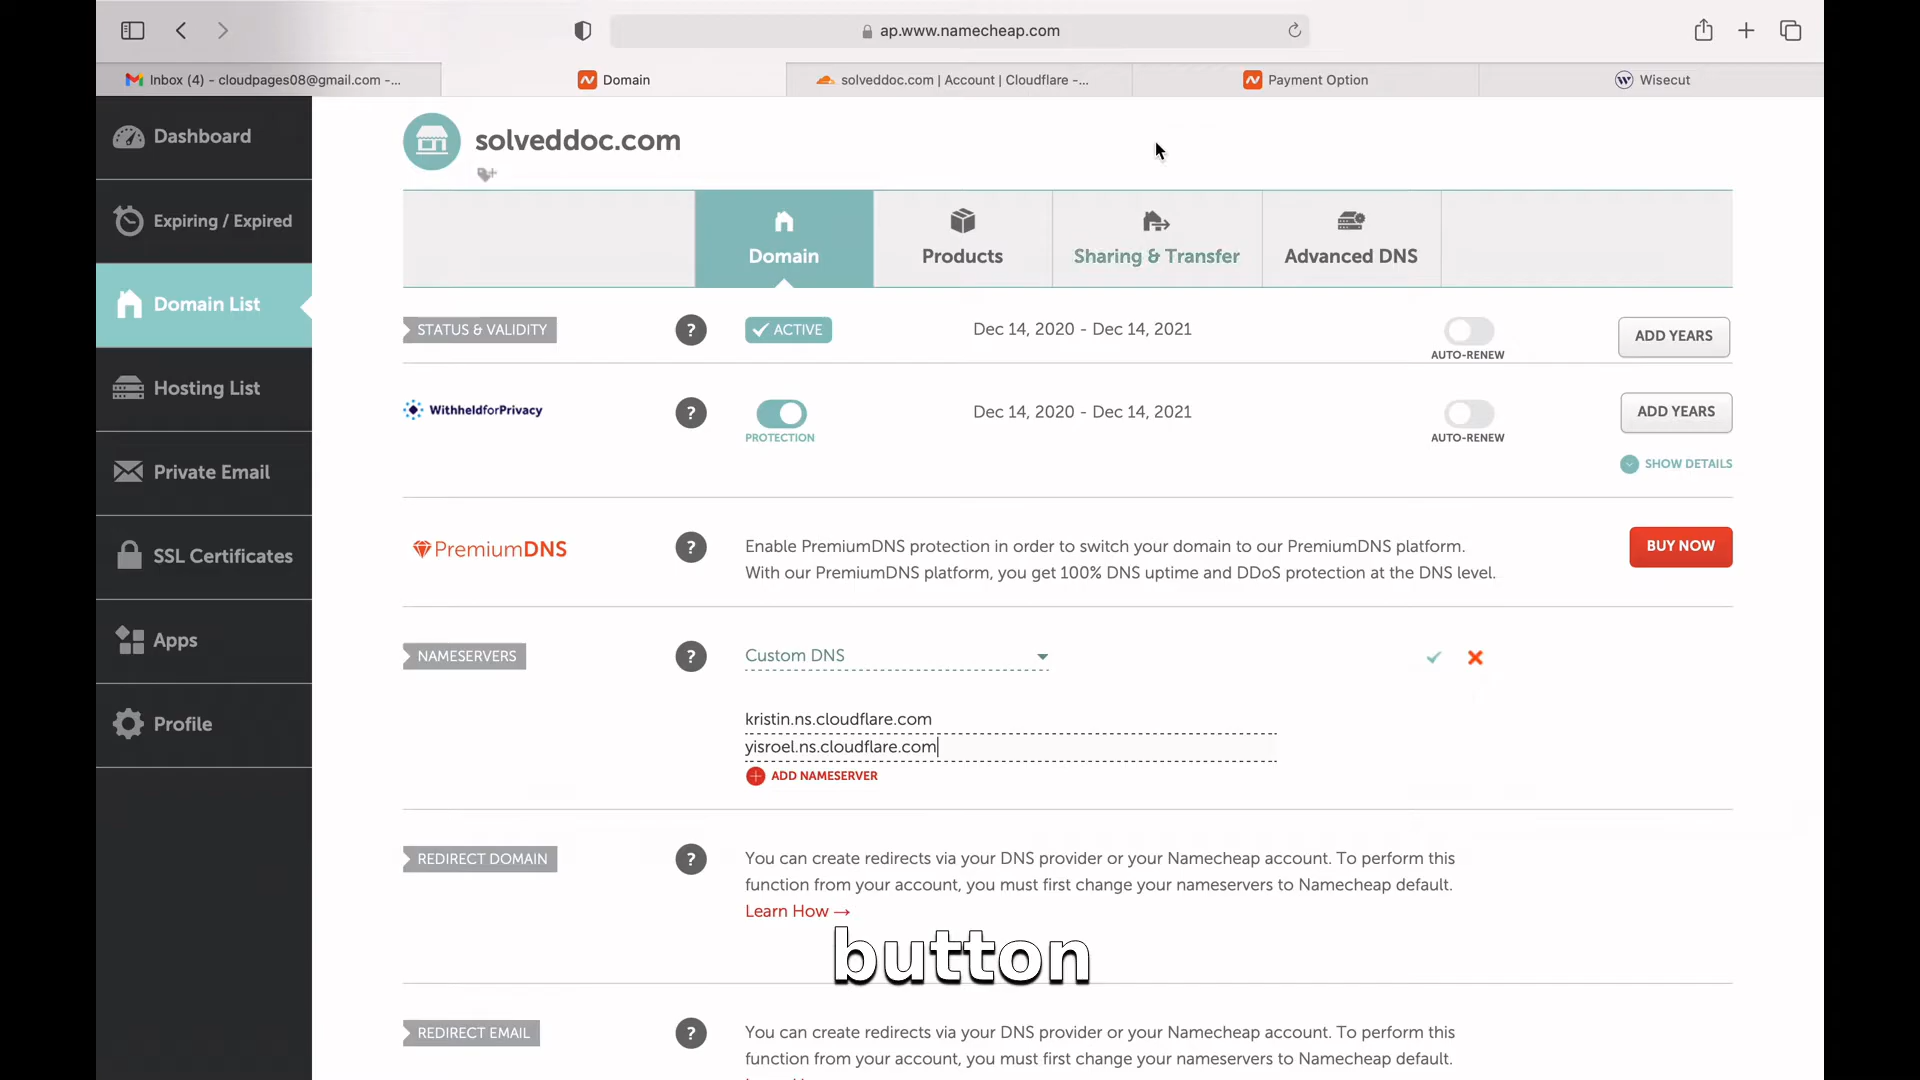 ap.www.namecheap.com
Inbox (4) - cloudpages08@gmail.com -...
Domain
solveddoc.com | Account | Cloudflare -...
Payment Option
Wisecut
Dashboard
Expiring / Expired
Domain List
Hosting List
Private Email
SSL Certificates
Apps
Profile
solveddoc.com
Domain
Products
Sharing & Transfer
Advanced DNS
STATUS & VALIDITY
?
ACTIVE
Dec 14, 2020 - Dec 14, 2021
AUTO-RENEW
ADD YEARS
WithheldforPrivacy
?
PROTECTION
Dec 14, 2020 - Dec 14, 2021
AUTO-RENEW
ADD YEARS
SHOW DETAILS
PremiumDNS
?
Enable PremiumDNS protection in order to switch your domain to our PremiumDNS platform.
With our PremiumDNS platform, you get 100% DNS uptime and DDoS protection at the DNS level.
BUY NOW
NAMESERVERS
?
Custom DNS
kristin.ns.cloudflare.com
yisroel.ns.cloudflare.com
ADD NAMESERVER
REDIRECT DOMAIN
?
You can create redirects via your DNS provider or your Namecheap account. To perform this
function from your account, you must first change your nameservers to Namecheap default.
Learn How →
button
REDIRECT EMAIL
?
You can create redirects via your DNS provider or your Namecheap account. To perform this
function from your account, you must first change your nameservers to Namecheap default.